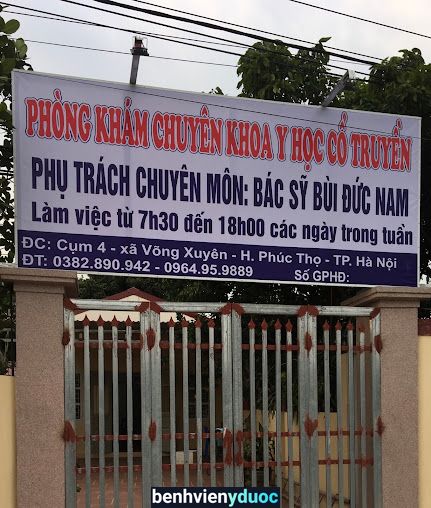 PHÒNG KHÁM CHUYÊN KHOA Y HỌC CỔ TRUYỀN
PHỤ TRÁCH CHUYÊN MÔN: BÁC SỸ BÙI ĐỨC NAM
Làm việc từ 7h30 đến 18h00 các ngày trong tuần
ĐC: Cụm 4 - xã Võng Xuyên - H. Phúc Thọ - TP. Hà Nội
ĐT: 0382.890.942 - 0964.95.9889 Số GPHĐ:
benhvienyduoc